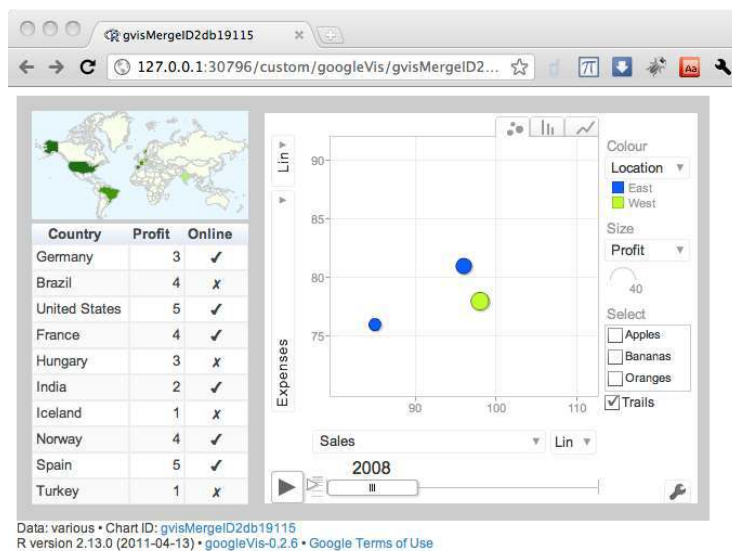 gvisMergeID2db19115
127.0.0.1:30796/custom/googleVis/gvisMergeID2...
π
Aa
Country Profit Online
Germany 3 ✓
Brazil 4 x
United States 5 ✓
France 4 ✓
Hungary 3 x
India 2 ✓
Iceland 1 x
Norway 4 ✓
Spain 5 ✓
Turkey 1 x
Lin
Expenses
90
85
80
75
90 100 110
Sales Lin
2008
Colour
Location
East
West
Size
Profit
40
Select
Apples
Bananas
Oranges
Trails
Data: various • Chart ID: gvisMergeID2db19115
R version 2.13.0 (2011-04-13) • googleVis-0.2.6 • Google Terms of Use